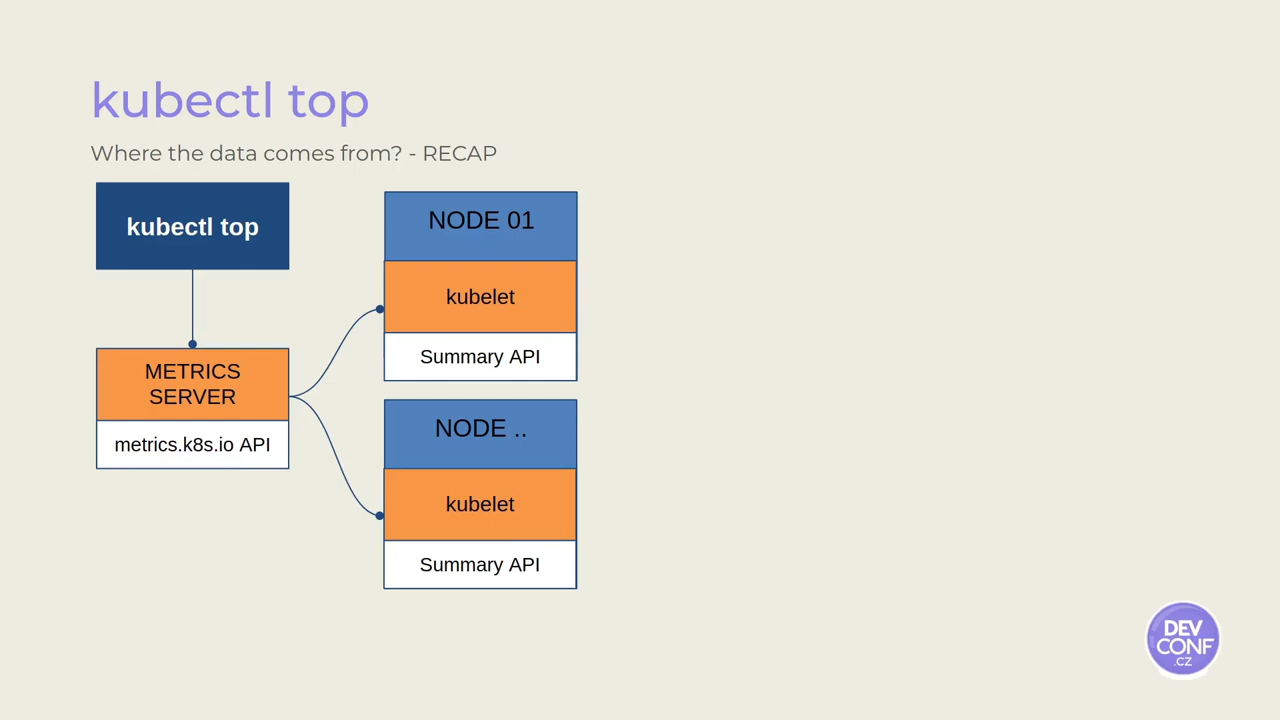 kubectl top
Where the data comes from? - RECAP
kubectl top
METRICS
SERVER
metrics.k8s.io API
NODE 01
kubelet
Summary API
NODE ..
kubelet
Summary API
DEV
CONF
.CZ